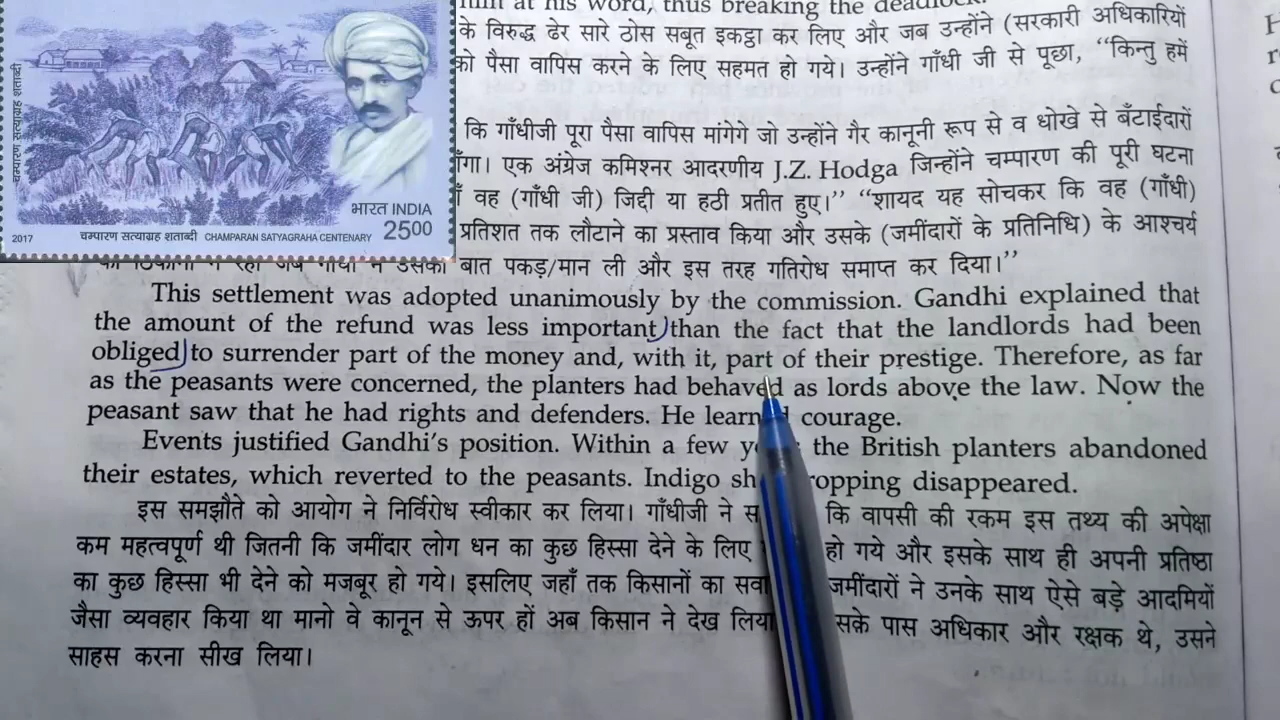 him at his word, thus breaking the deadlock.
के विरुद्ध ढेर सारे ठोस सबूत इकट्ठा कर लिए और जब उन्होंने (सरकारी अधिकारियों
को पैसा वापिस करने के लिए सहमत हो गये। उन्होंने गाँधी जी से पूछा, “किन्तु हमें
कि गाँधीजी पूरा पैसा वापिस मांगेगे जो उन्होंने गैर कानूनी रूप से व धोखे से बँटाईदारों
एक अंग्रेज कमिश्नर आदरणीय J.Z. Hodga जिन्होंने चम्पारण की पूरी घटना
वह (गाँधी जी) जिद्दी या हठी प्रतीत हुए।” “शायद यह सोचकर कि वह (गाँधी)
प्रतिशत तक लौटाने का प्रस्ताव किया और उसके (जमींदारों के प्रतिनिधि) के आश्चर्य
बात पकड़/मान ली और इस तरह गतिरोध समाप्त कर दिया।”
चम्पारण सत्याग्रह शताब्दी
भारत INDIA
2017 चम्पारण सत्याग्रह शताब्दी CHAMPARAN SATYAGRAHA CENTENARY 2500
This settlement was adopted unanimously by the commission. Gandhi explained that
the amount of the refund was less important than the fact that the landlords had been
obliged to surrender part of the money and, with it, part of their prestige. Therefore, as far
as the peasants were concerned, the planters had behaved as lords above the law. Now the
peasant saw that he had rights and defenders. He learned courage.
Events justified Gandhi's position. Within a few the British planters abandoned
their estates, which reverted to the peasants. Indigo disappeared.
इस समझौते को आयोग ने निर्विरोध स्वीकार कर लिया। गाँधीजी ने कि वापसी की रकम इस तथ्य की अपेक्षा
कम महत्वपूर्ण थी जितनी कि जमींदार लोग धन का कुछ हिस्सा देने के लिए हो गये और इसके साथ ही अपनी प्रतिष्ठा
का कुछ हिस्सा भी देने को मजबूर हो गये। इसलिए जहाँ तक किसानों का जमींदारों ने उनके साथ ऐसे बड़े आदमियों
जैसा व्यवहार किया था मानो वे कानून से ऊपर हों अब किसान ने देख लिया पास अधिकार और रक्षक थे, उसने
साहस करना सीख लिया।